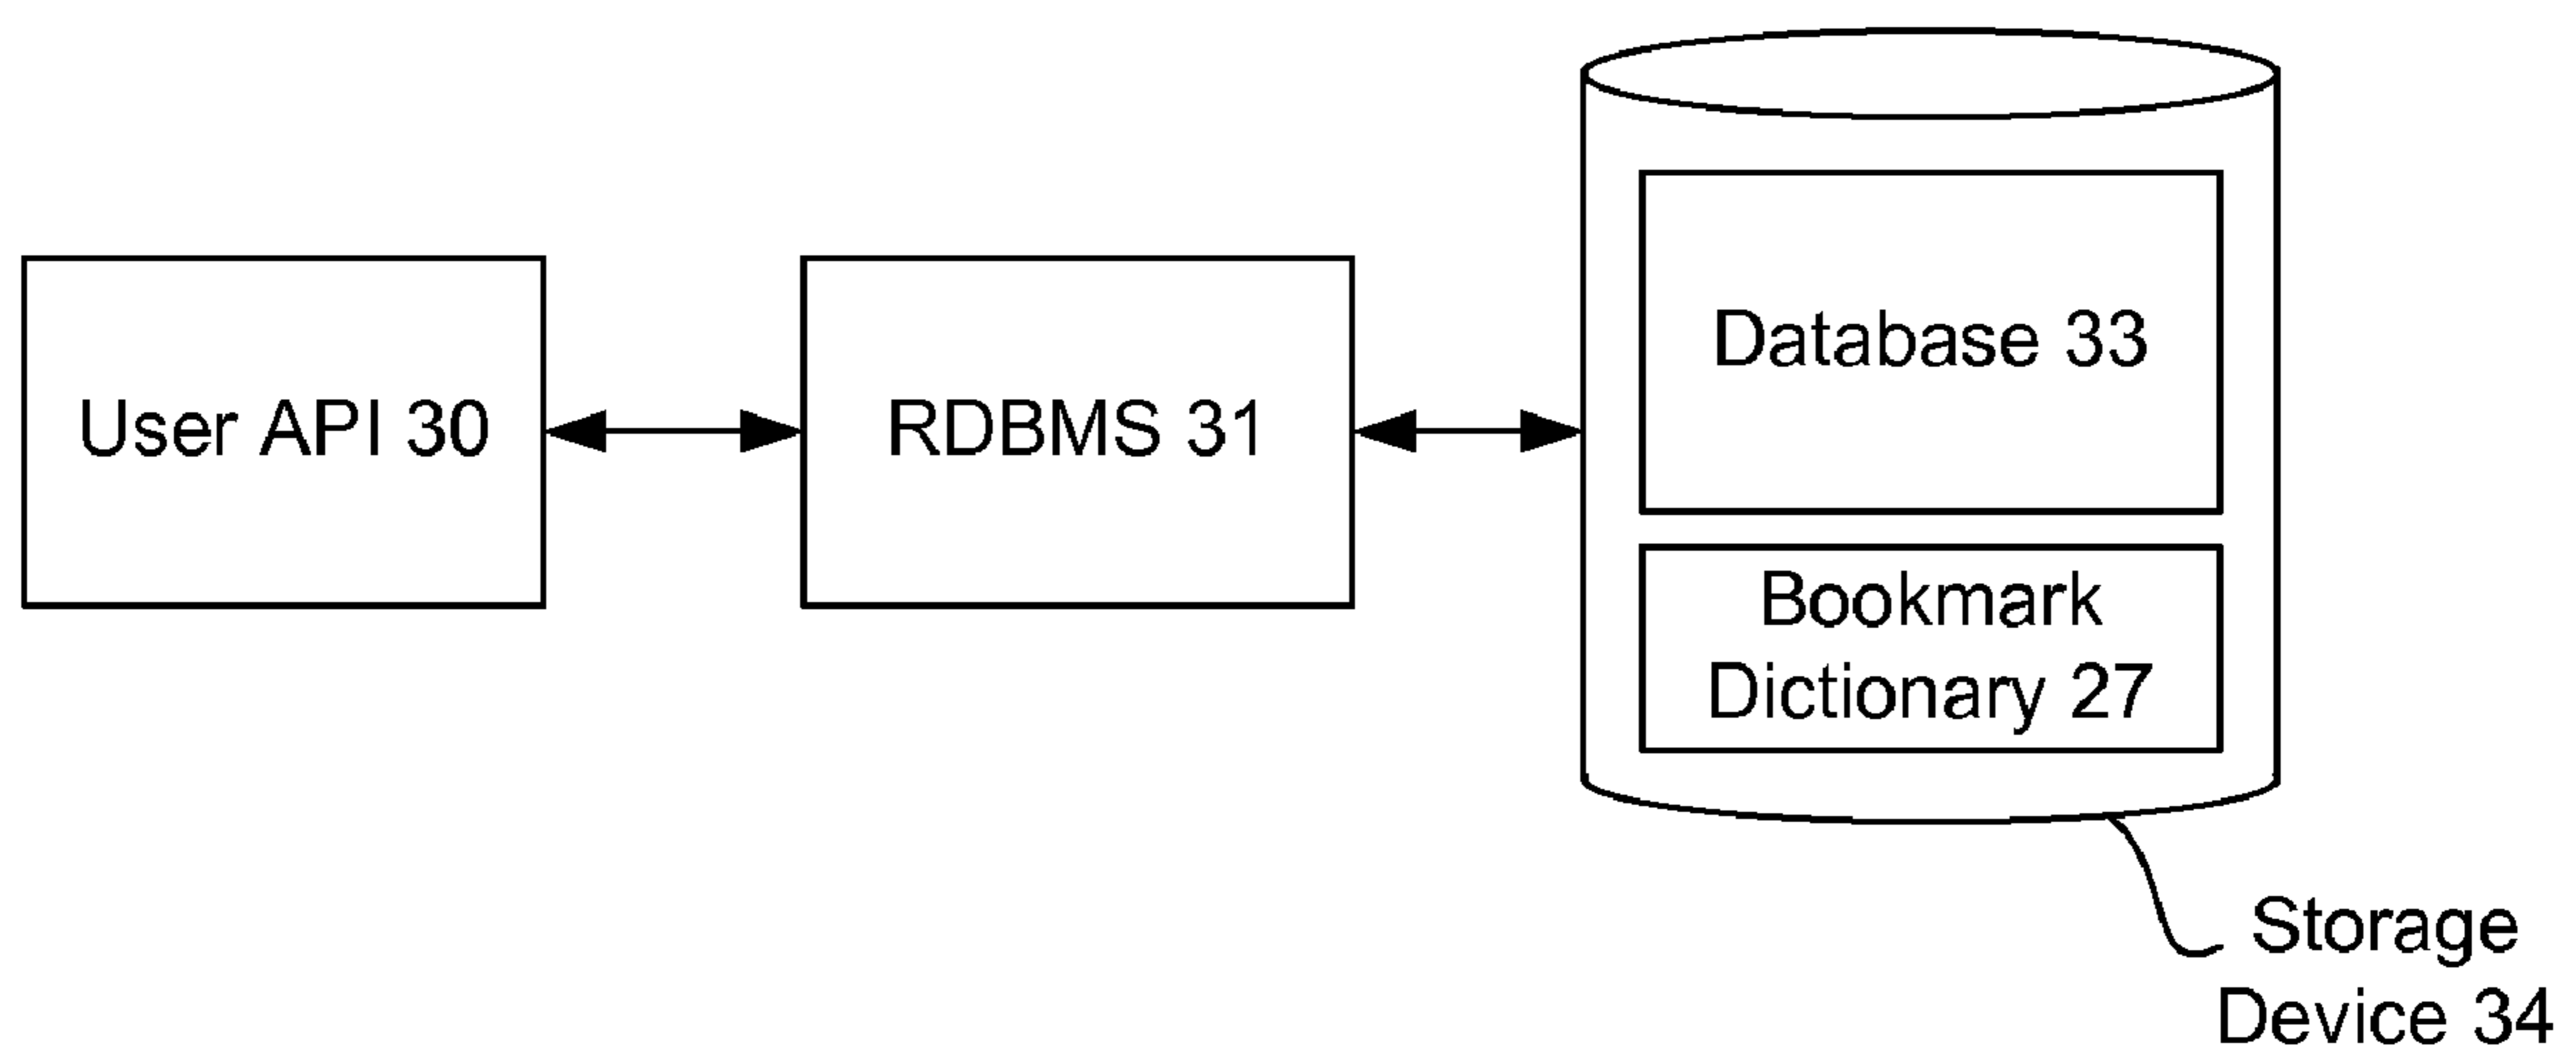 User API 30
RDBMS 31
Database 33
Bookmark
Dictionary 27
Storage
Device 34